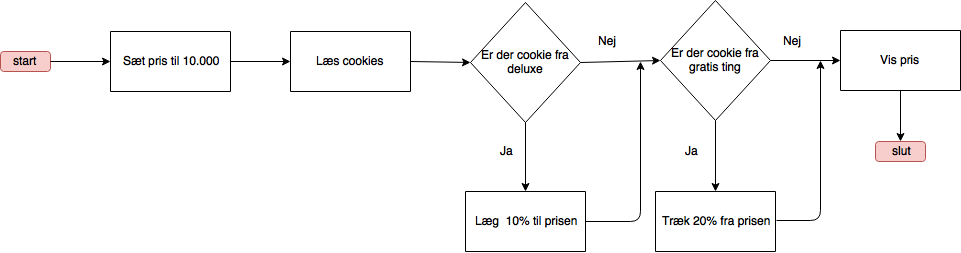 start
Sæt pris til 10.000
Læs cookies
Er der cookie fra
deluxe
Nej
Er der cookie fra
gratis ting
Nej
Vis pris
Ja
Ja
slut
Læg  10% til prisen
Træk 20% fra prisen